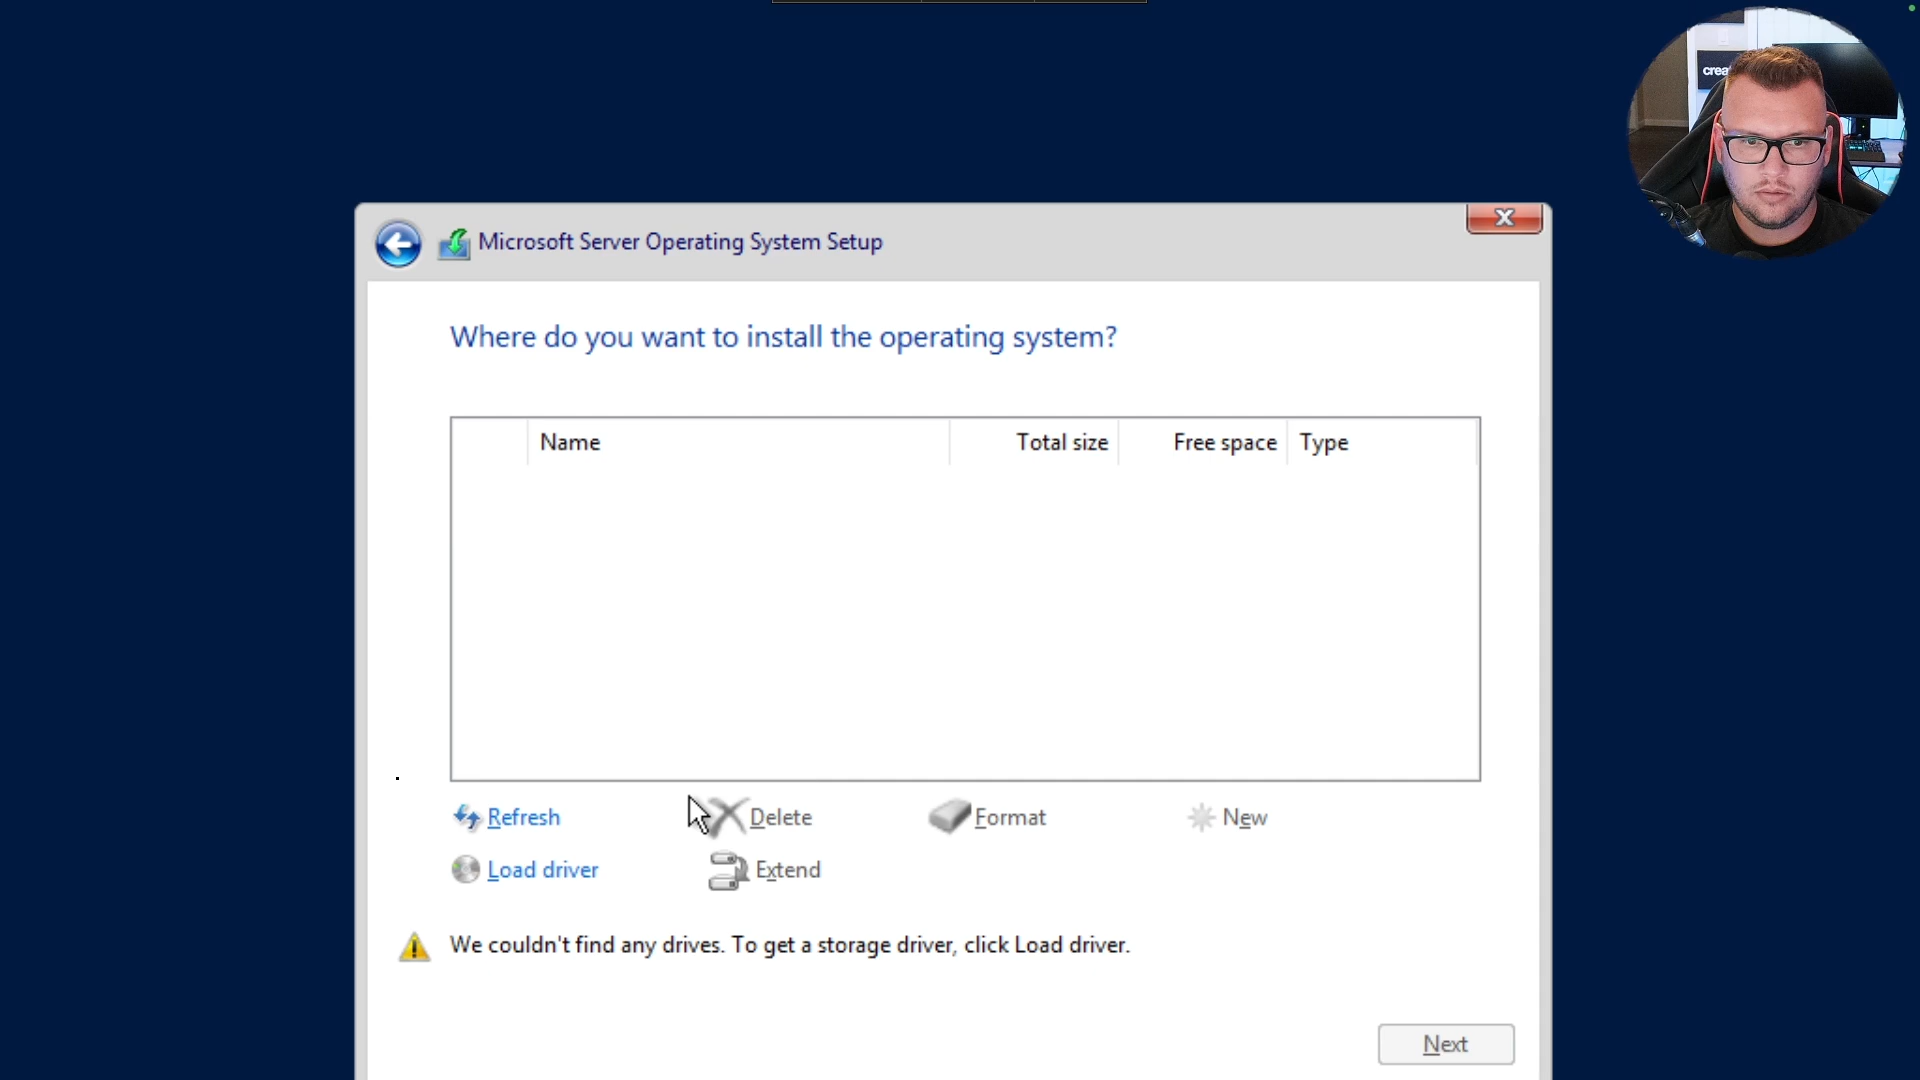 crea
Microsoft Server Operating System Setup
Where do you want to install the operating system?
Name Total size Free space Type
Refresh Delete Format New
Load driver Extend
We couldn't find any drives. To get a storage driver, click Load driver.
Next